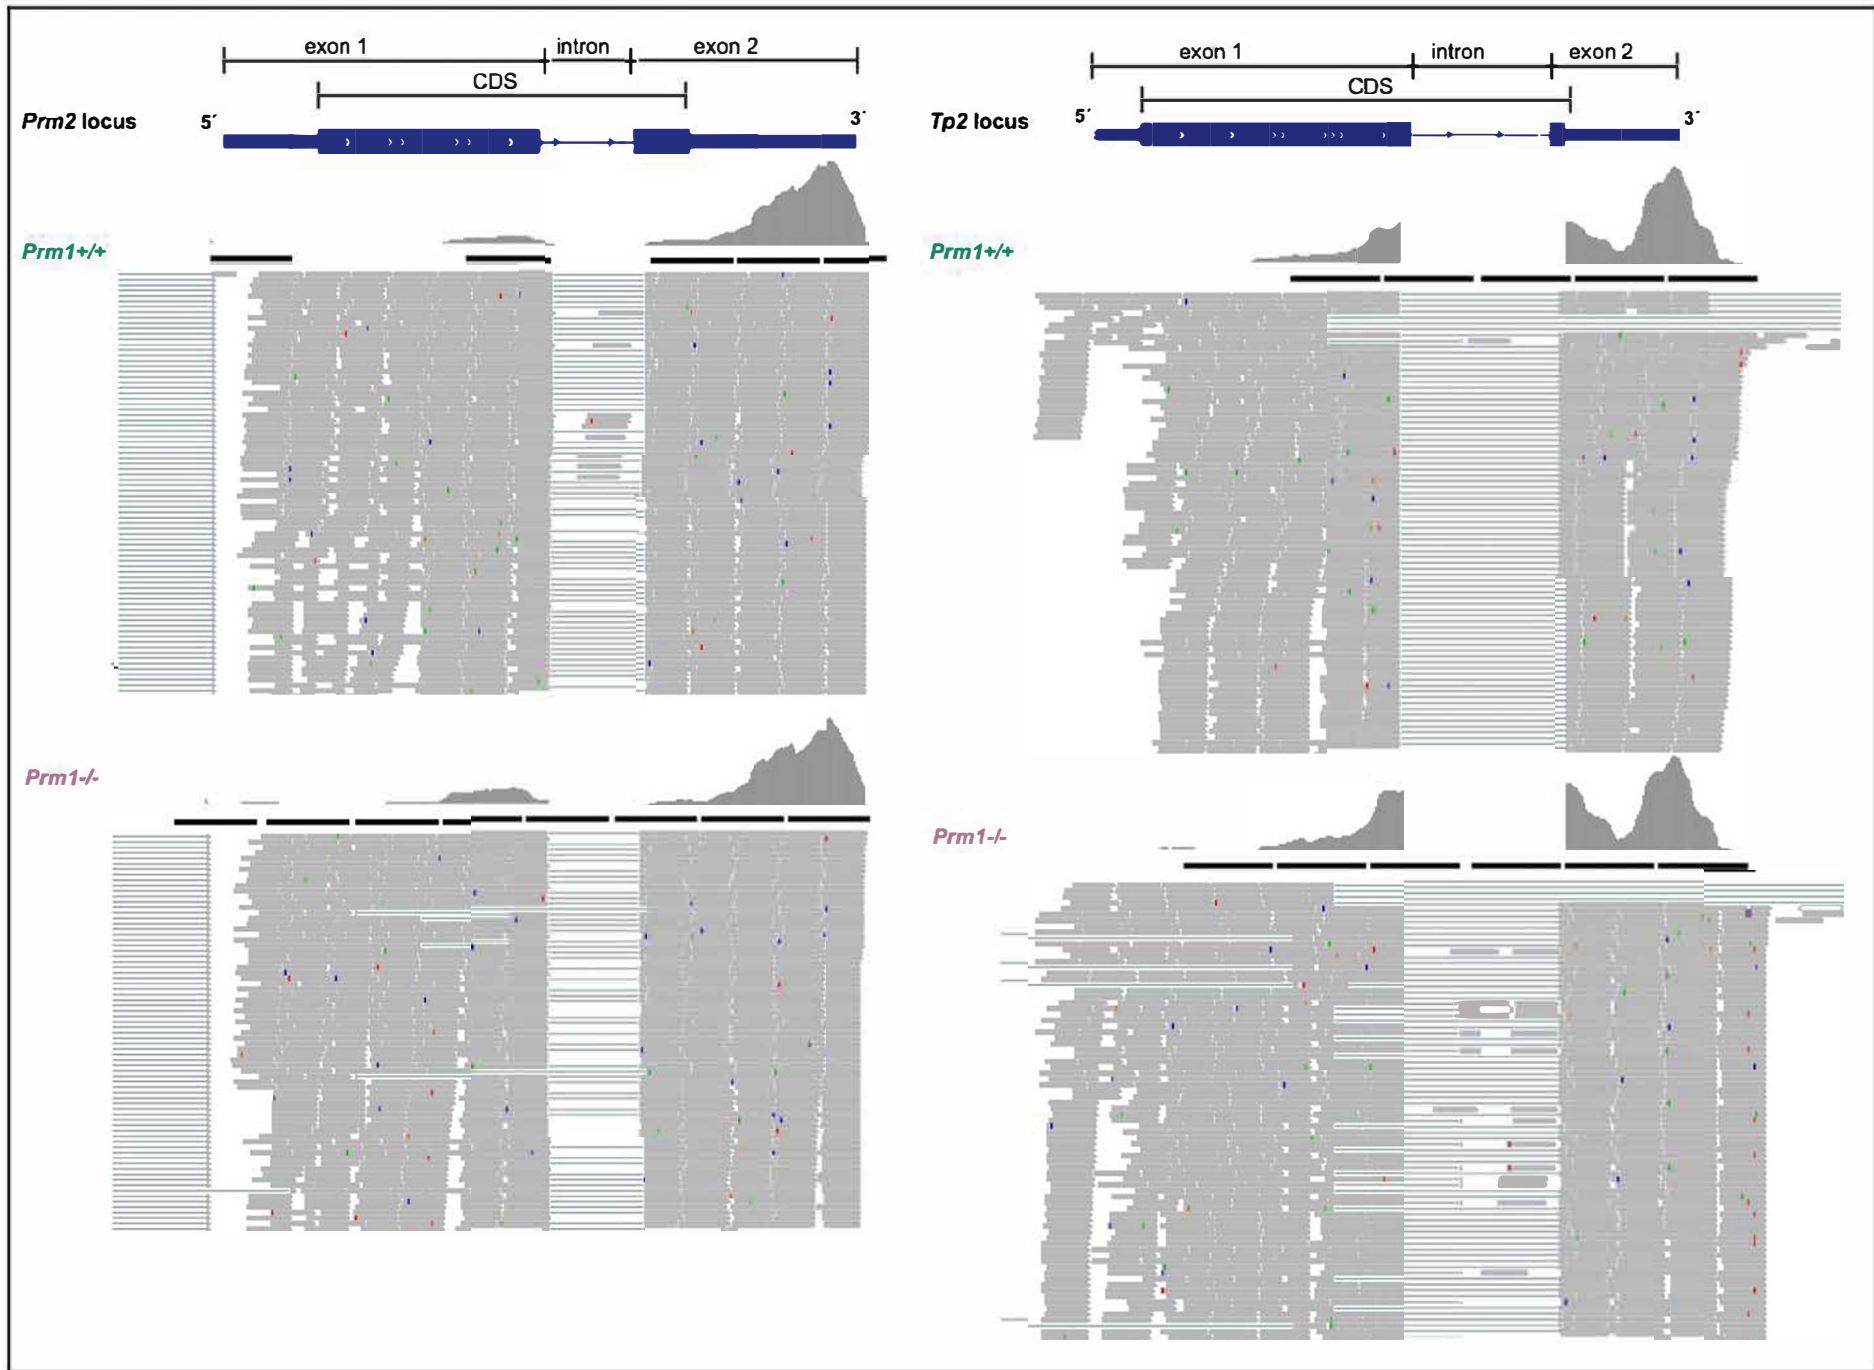 exon 1 intron exon 2
CDS
Prm2 locus 5´ 3´
Prm1+/+
Prm1-/-
exon 1 intron exon 2
CDS
Tp2 locus 5´ 3´
Prm1+/+
Prm1-/-